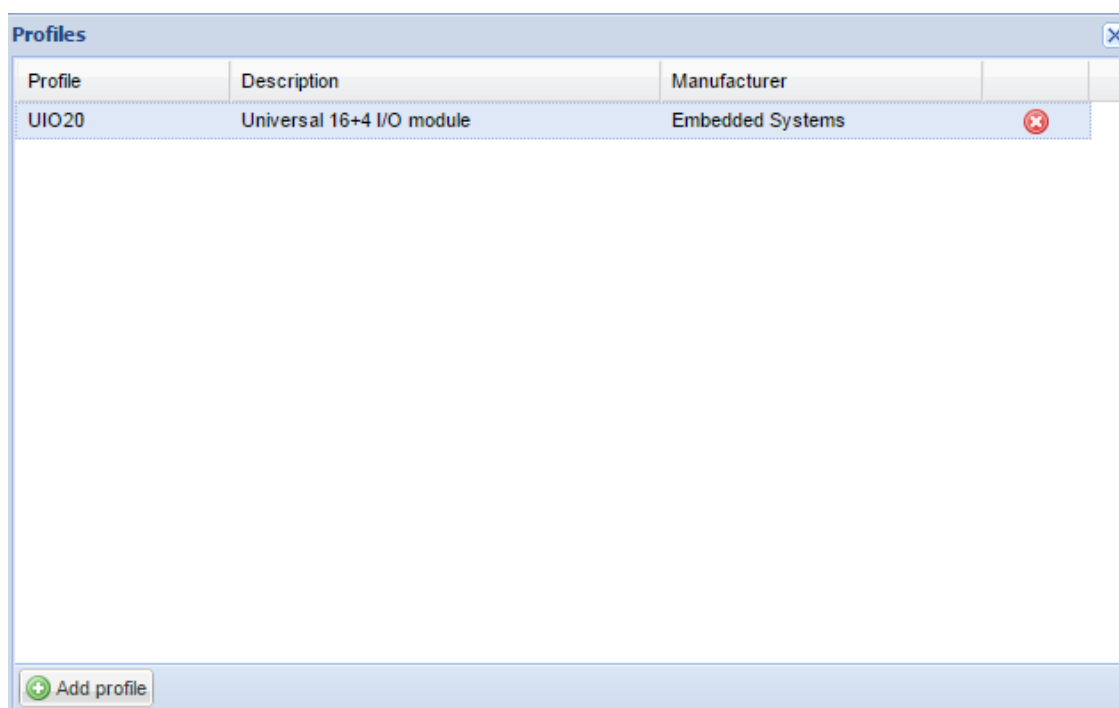 Profiles
Profile Description Manufacturer
UIO20 Universal 16+4 I/O module Embedded Systems
Add profile